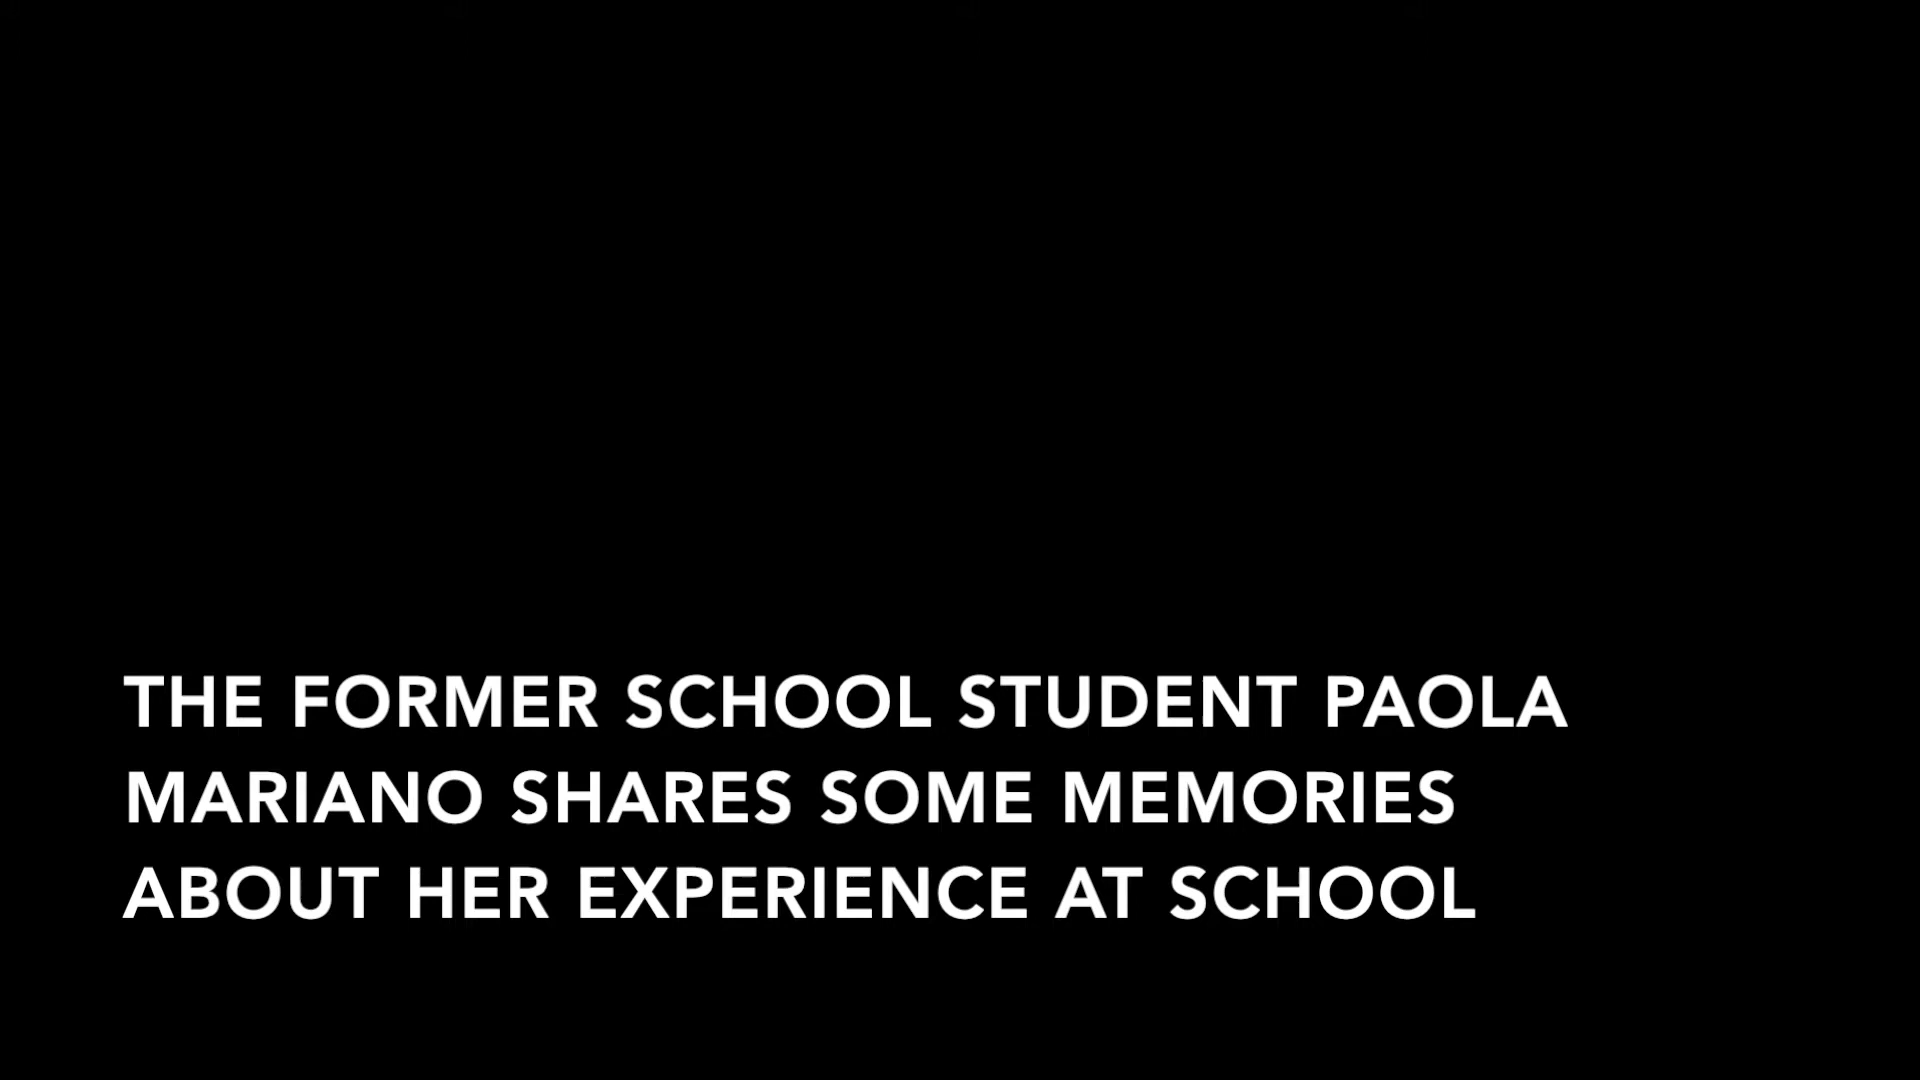 THE FORMER SCHOOL STUDENT PAOLA
MARIANO SHARES SOME MEMORIES
ABOUT HER EXPERIENCE AT SCHOOL